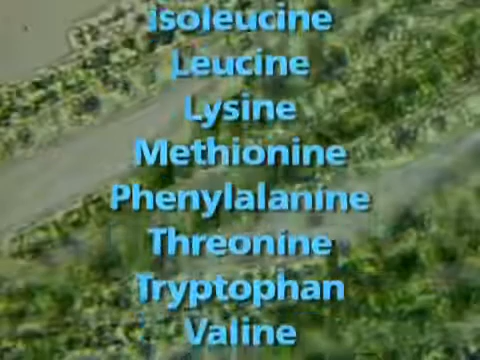 Isoleucine
Leucine
Lysine
Methionine
Phenylalanine
Threonine
Tryptophan
Valine